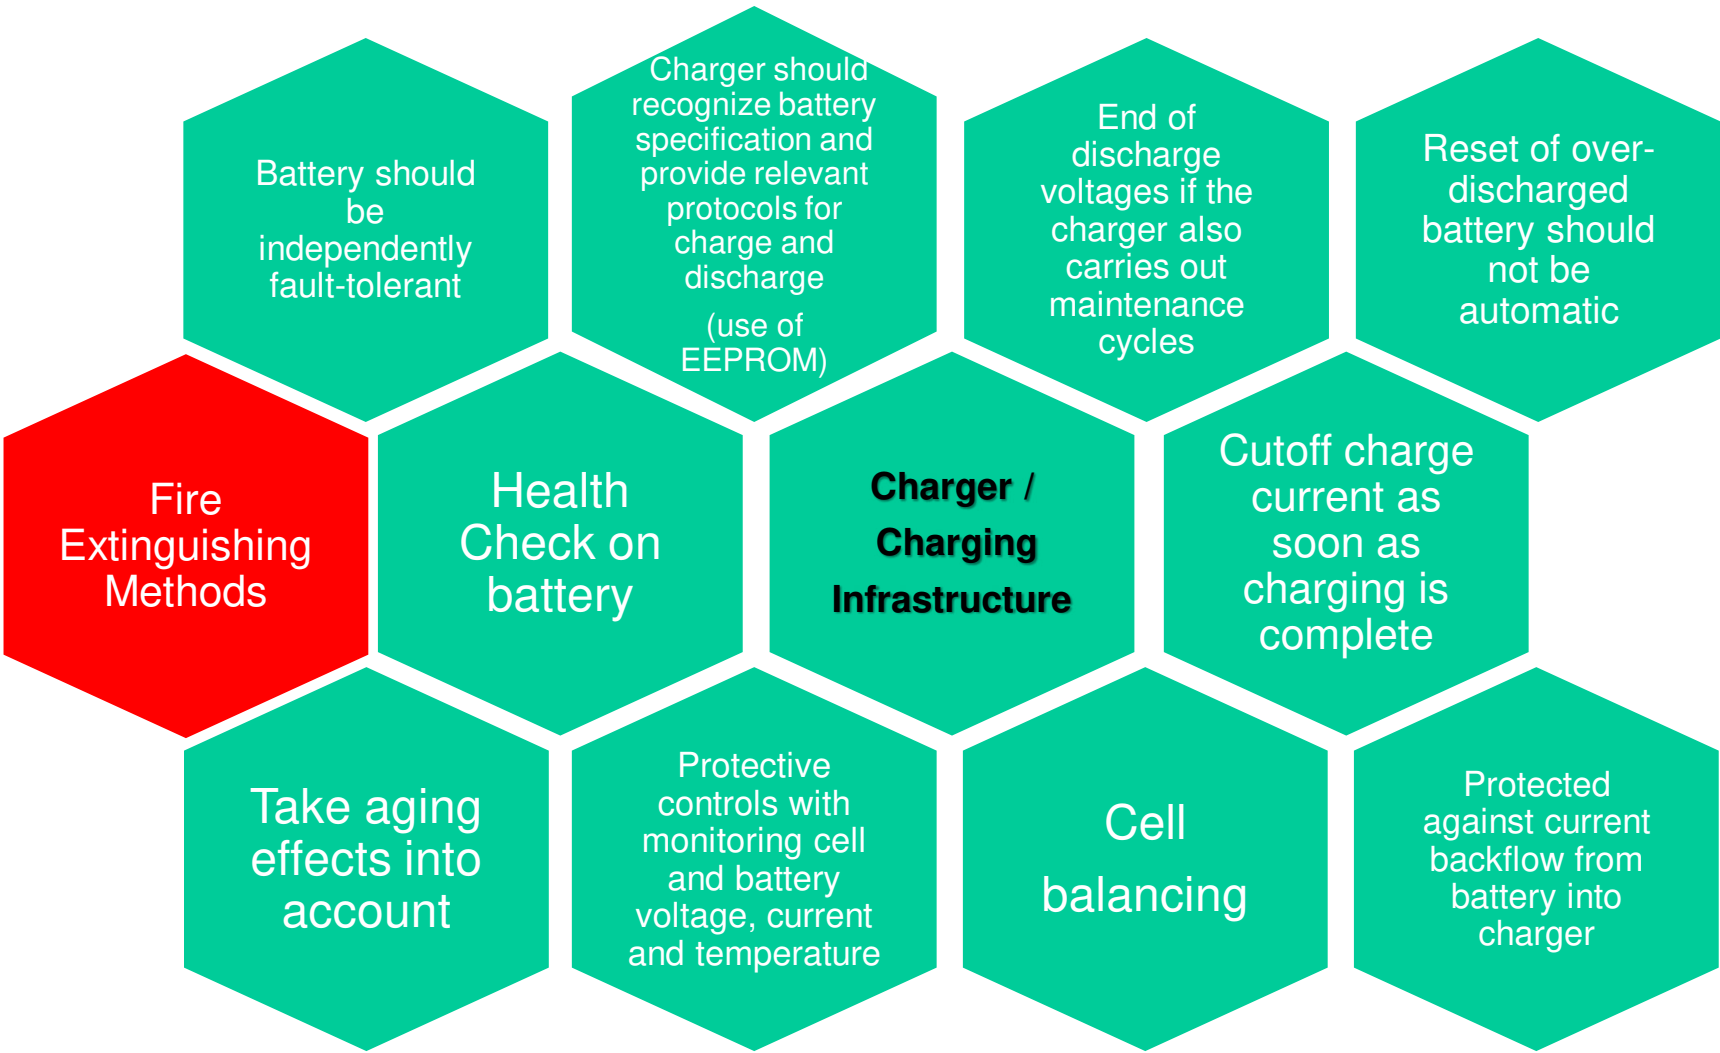 Battery should
be
independently
fault-tolerant
Charger should
recognize battery
specification and
provide relevant
protocols for
charge and
discharge
(use of
EEPROM)
End of
discharge
voltages if the
charger also
carries out
maintenance
cycles
Reset of over-
discharged
battery should
not be
automatic
Fire
Extinguishing
Methods
Health
Check on
battery
Charger /
Charging
Infrastructure
Cutoff charge
current as
soon as
charging is
complete
Take aging
effects into
account
Protective
controls with
monitoring cell
and battery
voltage, current
and temperature
Cell
balancing
Protected
against current
backflow from
battery into
charger